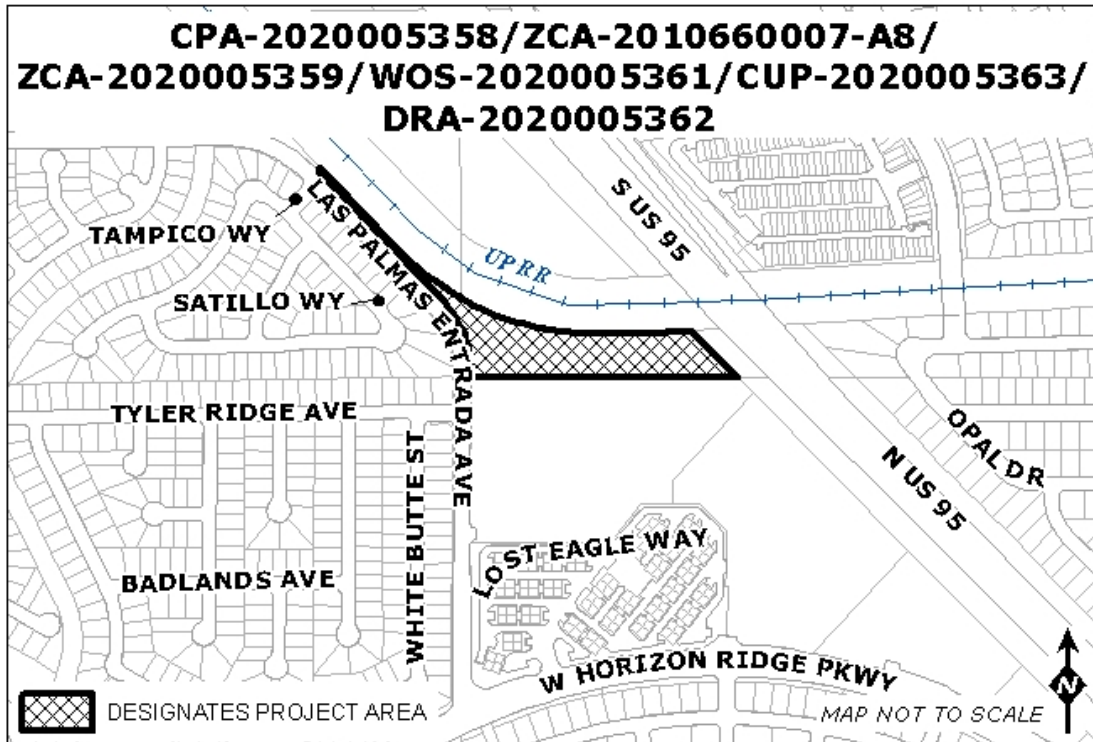 CPA-2020005358/ZCA-2010660007-A8/
ZCA-2020005359/WOS-2020005361/CUP-2020005363/
DRA-2020005362
TAMPICO WY
LAS PALMAS ENTRADA AVE
S US 95
UPRR
SATILLO WY
TYLER RIDGE AVE
OPAL DR
N US 95
WHITE BUTTE ST
LOST EAGLE WAY
BADLANDS AVE
W HORIZON RIDGE PKWY
N
DESIGNATES PROJECT AREA
MAP NOT TO SCALE